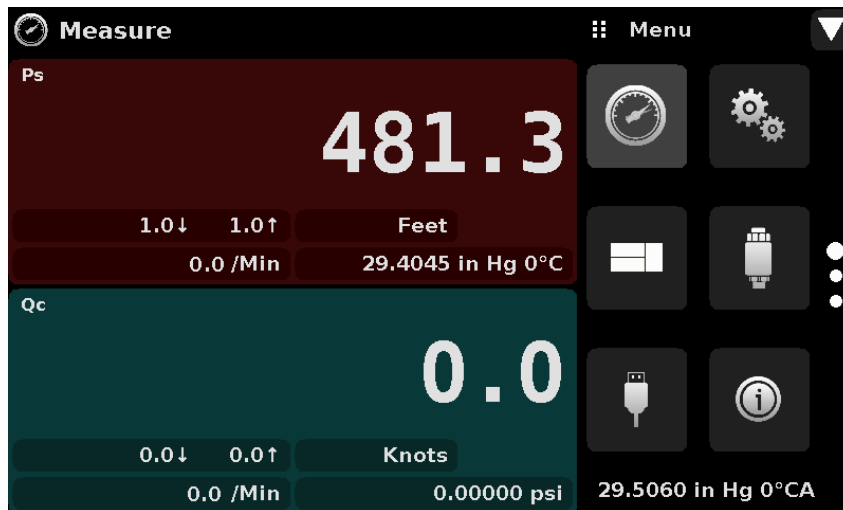 Measure
Menu
Ps
481.3
1.0↓ 1.0↑ Feet
0.0 /Min 29.4045 in Hg 0°C
Qc
0.0
0.0↓ 0.0↑ Knots
0.0 /Min 0.00000 psi
29.5060 in Hg 0°CA